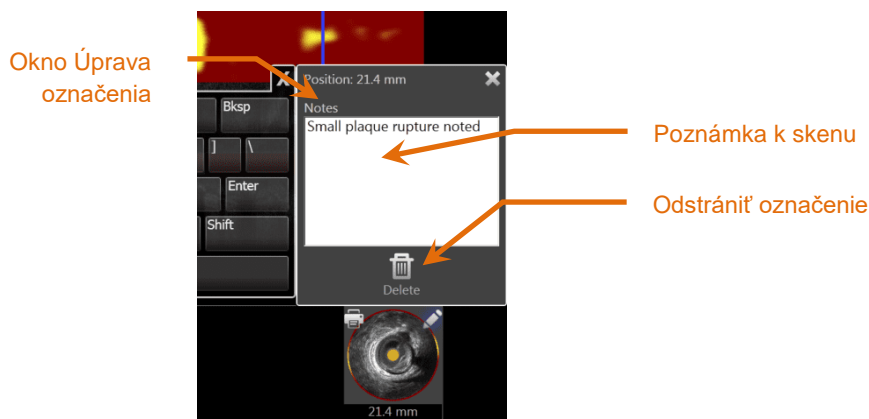 Okno Úprava
označenia
X
Position: 21.4 mm
Notes
Small plaque rupture noted
Bksp
] \
Enter
Shift
Delete
21.4 mm
Poznámka k skenu
Odstrániť označenie